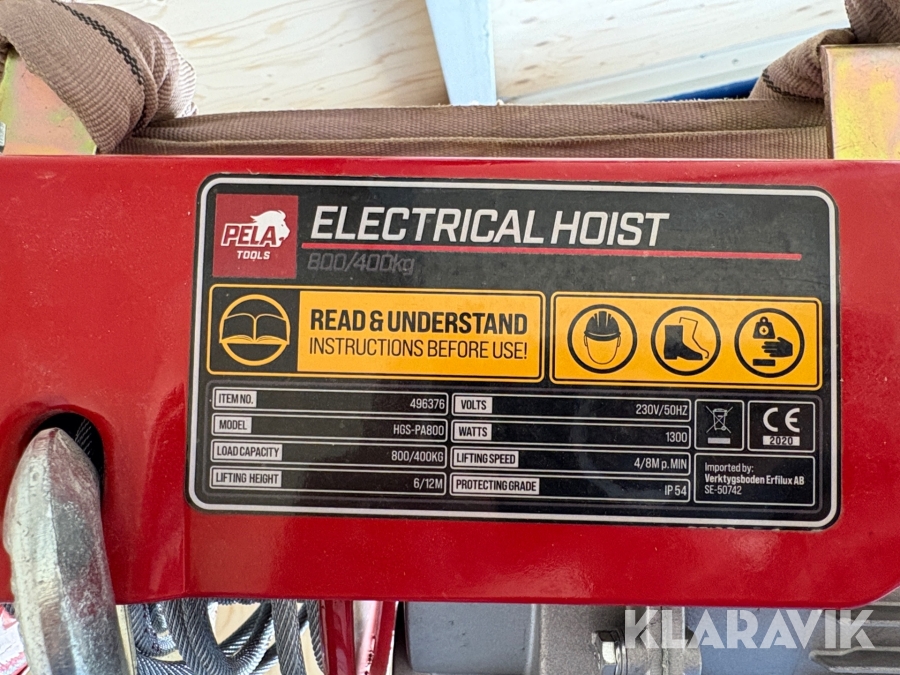 PELA
TOOLS
ELECTRICAL HOIST
800/400kg
READ & UNDERSTAND
INSTRUCTIONS BEFORE USE!
ITEM NO. 496376
MODEL HGS-PA800
LOAD CAPACITY 800/400KG
LIFTING HEIGHT 6/12M
VOLTS 230V/50HZ
WATTS 1300
LIFTING SPEED 4/8M p. MIN
PROTECTING GRADE IP 54
CE
2020
Imported by:
Verktygsboden Erfilux AB
SE-50742
KLARAVIK